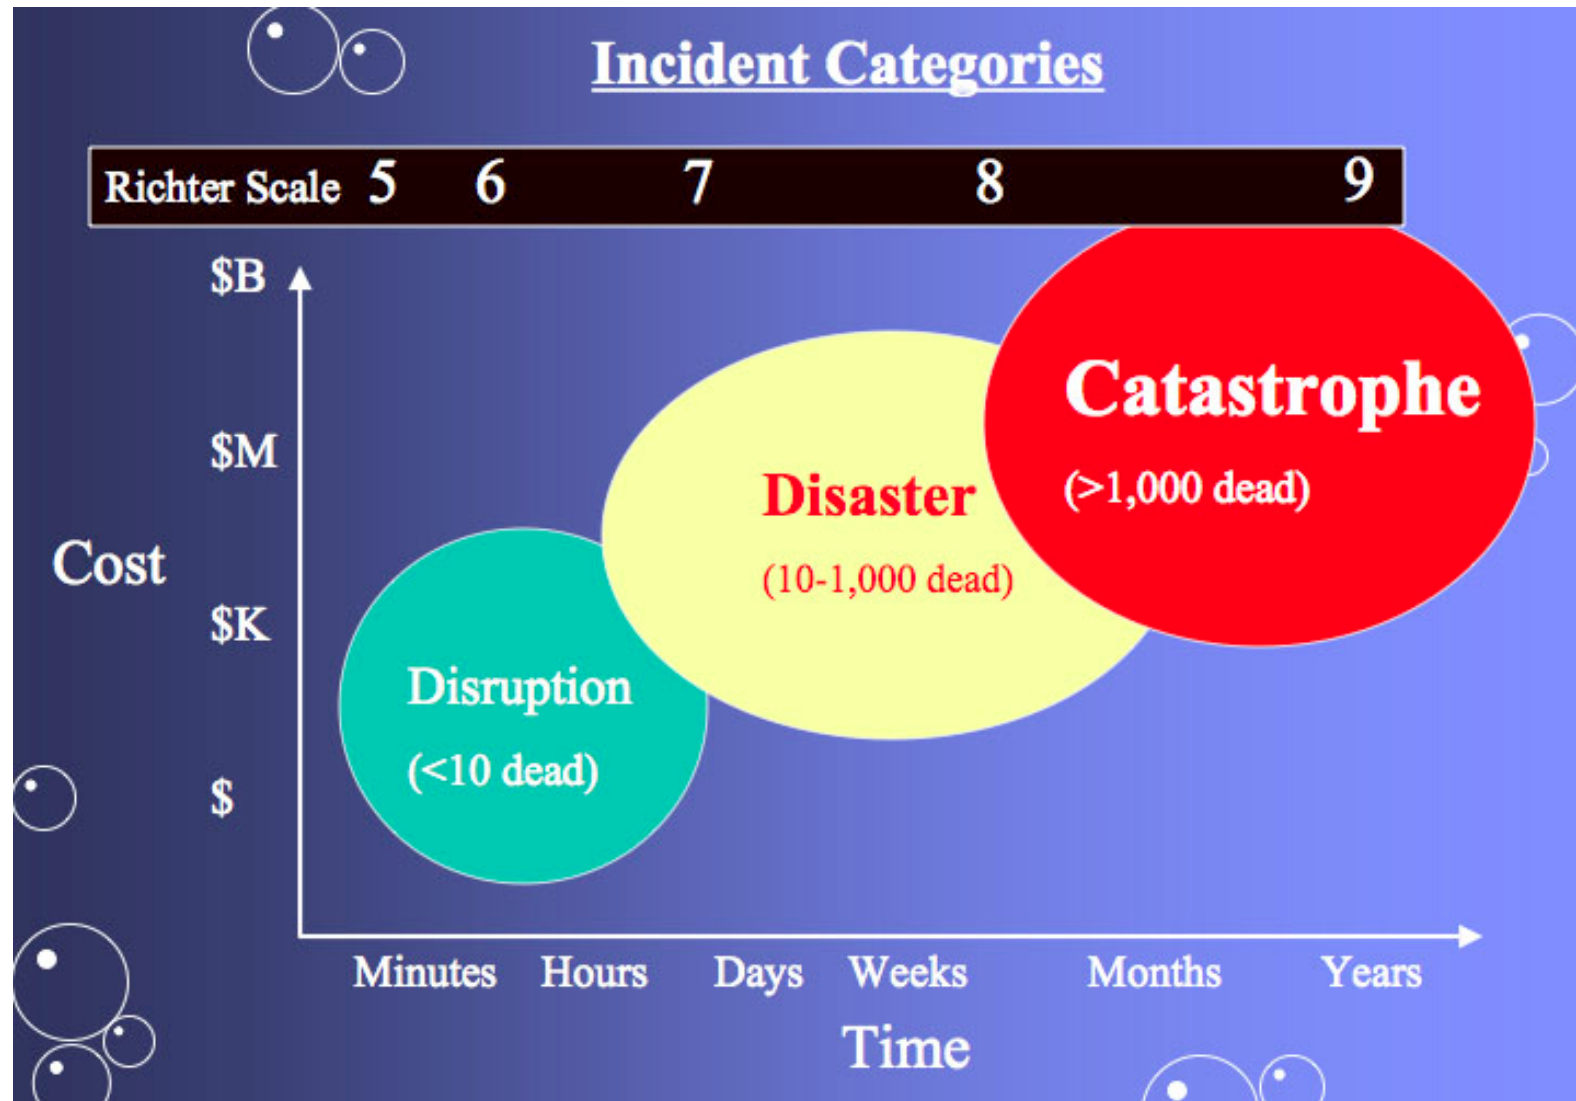 Incident Categories
Richter Scale 5 6 7 8 9
$B
$M
Cost
$K
$
Catastrophe
(>1,000 dead)
Disaster
(10-1,000 dead)
Disruption
(<10 dead)
Minutes Hours Days Weeks Months Years
Time